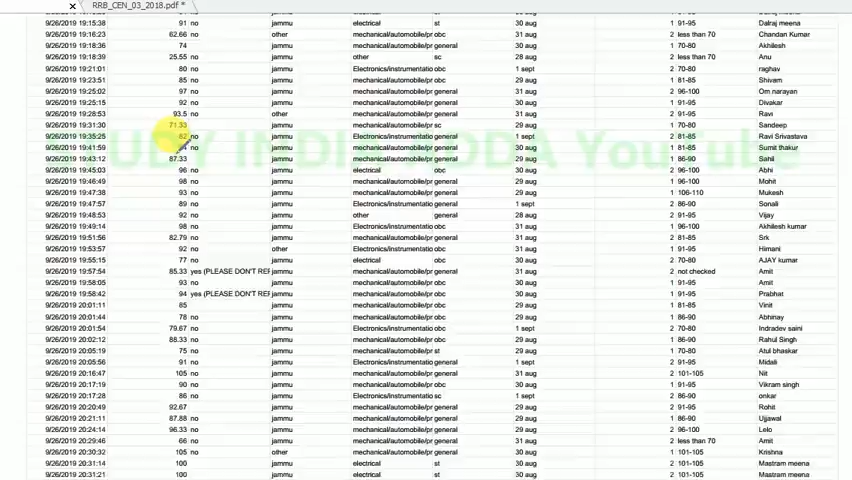 RRB_CEN_03_2018.pdf *
9/26/2019 19:15:38 91 no jammu electrical st 30 aug 2 91-95 Dalraj meena
9/26/2019 19:16:23 62.66 no other mechanical/automobile/pr obc 31 aug 2 less than 70 Chandan Kumar
9/26/2019 19:18:36 74 jammu mechanical/automobile/pr general 30 aug 1 70-80 Akhilesh
9/26/2019 19:18:39 25.55 no jammu other sc 28 aug 2 less than 70 Anu
9/26/2019 19:21:01 80 no jammu Electronics/instrumentatio obc 1 sept 2 70-80 raghav
9/26/2019 19:23:51 85 no jammu mechanical/automobile/pr obc 31 aug 1 81-85 Shivam
9/26/2019 19:25:02 97 jammu mechanical/automobile/pr general 31 aug 2 96-100 Om narayan
9/26/2019 19:25:15 92 jammu mechanical/automobile/pr general 30 aug 1 91-95 Divakar
9/26/2019 19:28:53 93.5 no other mechanical/automobile/pr obc 31 aug 2 91-95 Ravi
9/26/2019 19:31:30 71.33 jammu mechanical/automobile/pr sc 29 aug 1 70-80 Sandeep
9/26/2019 19:35:25 82 no jammu Electronics/instrumentatio general 1 sept 2 81-85 Ravi Srivastava
9/26/2019 19:41:59 no jammu mechanical/automobile/pr general 30 aug 1 81-85 Sumit thakur
9/26/2019 19:43:12 87.33 jammu mechanical/automobile/pr general 29 aug 1 86-90 Sahil
9/26/2019 19:45:03 96 no jammu electrical obc 30 aug 2 96-100 Abhi
9/26/2019 19:46:49 98 no jammu mechanical/automobile/pr general 29 aug 1 96-100 Mohit
9/26/2019 19:47:38 93 no jammu mechanical/automobile/pr general 29 aug 1 106-110 Mukesh
9/26/2019 19:47:57 89 no jammu Electronics/instrumentatio general 1 sept 2 86-90 Sonali
9/26/2019 19:48:53 92 no jammu other general 28 aug 2 91-95 Vijay
9/26/2019 19:49:14 98 no jammu Electronics/instrumentatio obc 31 aug 1 96-100 Akhilesh kumar
9/26/2019 19:51:56 82.79 no jammu mechanical/automobile/pr general 31 aug 2 81-85 Srk
9/26/2019 19:53:57 92 no other Electronics/instrumentatio general 31 aug 1 91-95 Himani
9/26/2019 19:55:15 77 no jammu electrical obc 30 aug 2 70-80 AJAY kumar
9/26/2019 19:57:54 85.33 yes (PLEASE DON'T REF jammu mechanical/automobile/pr general 31 aug 2 not checked Amit
9/26/2019 19:58:05 93 no jammu mechanical/automobile/pr obc 31 aug 1 91-95 Amit
9/26/2019 19:58:42 94 yes (PLEASE DON'T REF jammu mechanical/automobile/pr obc 31 aug 1 91-95 Prabhat
9/26/2019 20:01:11 85 jammu mechanical/automobile/pr obc 29 aug 1 81-85 Vinit
9/26/2019 20:01:44 78 no jammu mechanical/automobile/pr obc 31 aug 1 86-90 Abhinay
9/26/2019 20:01:54 79.67 no jammu Electronics/instrumentatio obc 1 sept 2 70-80 Indradev saini
9/26/2019 20:02:12 88.33 no jammu mechanical/automobile/pr obc 29 aug 1 86-90 Rahul Singh
9/26/2019 20:05:19 75 no jammu mechanical/automobile/pr st 29 aug 1 70-80 Atul bhaskar
9/26/2019 20:05:56 91 jammu Electronics/instrumentatio general 1 sept 2 91-95 Midali
9/26/2019 20:16:47 105 no jammu mechanical/automobile/pr general 31 aug 2 101-105 Nit
9/26/2019 20:17:19 90 no jammu mechanical/automobile/pr obc 30 aug 1 91-95 Vikram singh
9/26/2019 20:17:28 86 no jammu Electronics/instrumentatio sc 1 sept 2 86-90 onkar
9/26/2019 20:20:49 92.67 jammu mechanical/automobile/pr general 29 aug 2 91-95 Rohit
9/26/2019 20:21:11 87.88 no jammu mechanical/automobile/pr general 29 aug 2 86-90 Ujjawal
9/26/2019 20:24:14 96.33 no jammu mechanical/automobile/pr general 29 aug 2 96-100 Lelo
9/26/2019 20:29:46 66 no jammu mechanical/automobile/pr general 31 aug 2 less than 70 Amit
9/26/2019 20:30:32 105 no other mechanical/automobile/pr general 30 aug 1 101-105 Krishna
9/26/2019 20:31:14 100 jammu electrical st 30 aug 2 101-105 Mastram meena
9/26/2019 20:31:21 100 jammu electrical st 30 aug 2 101-105 Mastram meena
STUDY INDIA ADDA YouTube